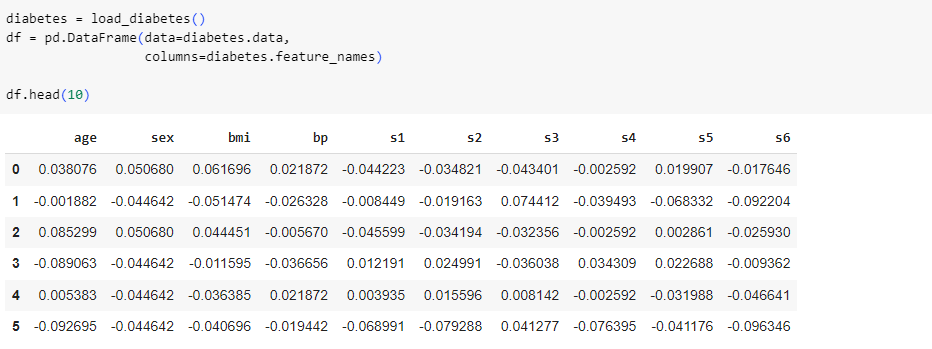 diabetes = load_diabetes()
df = pd.DataFrame(data=diabetes.data,
columns=diabetes.feature_names)
df.head(10)
age sex bmi bp s1 s2 s3 s4 s5 s6
0 0.038076 0.050680 0.061696 0.021872 -0.044223 -0.034821 -0.043401 -0.002592 0.019907 -0.017646
1 -0.001882 -0.044642 -0.051474 -0.026328 -0.008449 -0.019163 0.074412 -0.039493 -0.068332 -0.092204
2 0.085299 0.050680 0.044451 -0.005670 -0.045599 -0.034194 -0.032356 -0.002592 0.002861 -0.025930
3 -0.089063 -0.044642 -0.011595 -0.036656 0.012191 0.024991 -0.036038 0.034309 0.022688 -0.009362
4 0.005383 -0.044642 -0.036385 0.021872 0.003935 0.015596 0.008142 -0.002592 -0.031988 -0.046641
5 -0.092695 -0.044642 -0.040696 -0.019442 -0.068991 -0.079288 0.041277 -0.076395 -0.041176 -0.096346